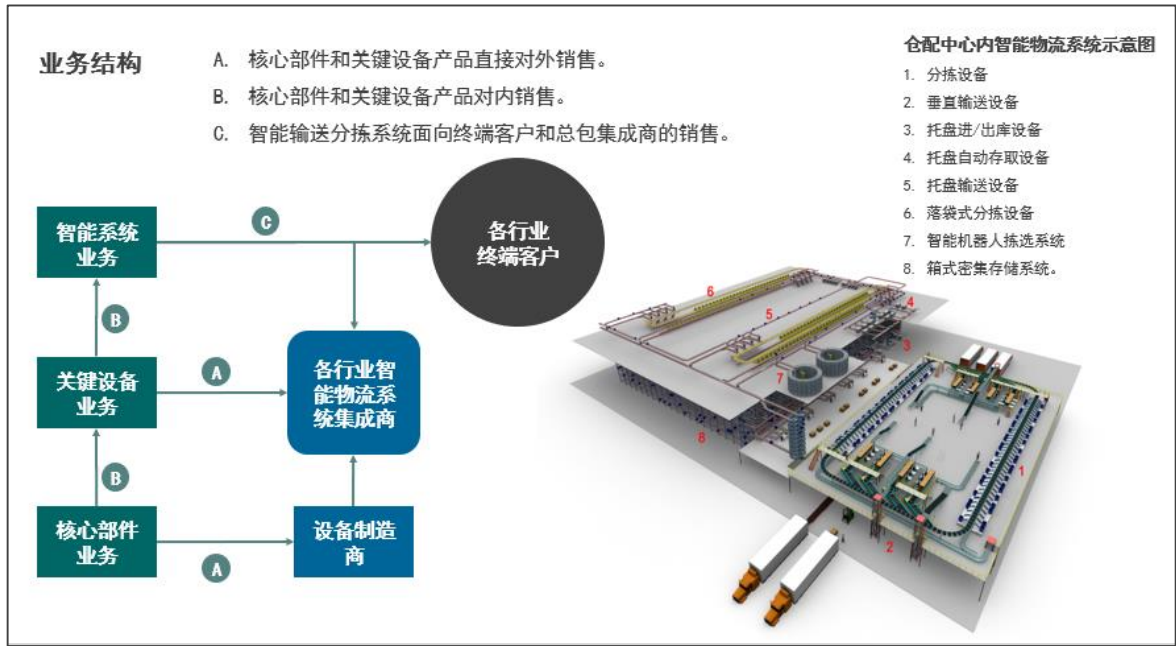 业务结构
A. 核心部件和关键设备产品直接对外销售。
B. 核心部件和关键设备产品对内销售。
C. 智能输送分拣系统面向终端客户和总包集成商的销售。
仓配中心内智能物流系统示意图
1. 分拣设备
2. 垂直输送设备
3. 托盘进/出库设备
4. 托盘自动存取设备
5. 托盘输送设备
6. 落袋式分拣设备
7. 智能机器人拣选系统
8. 箱式密集存储系统。
智能系统
业务
C
各行业
终端客户
B
关键设备
业务
A
各行业智
能物流系
统集成商
B
核心部件
业务
A
设备制造
商
6
5
4
3
7
8
1
2